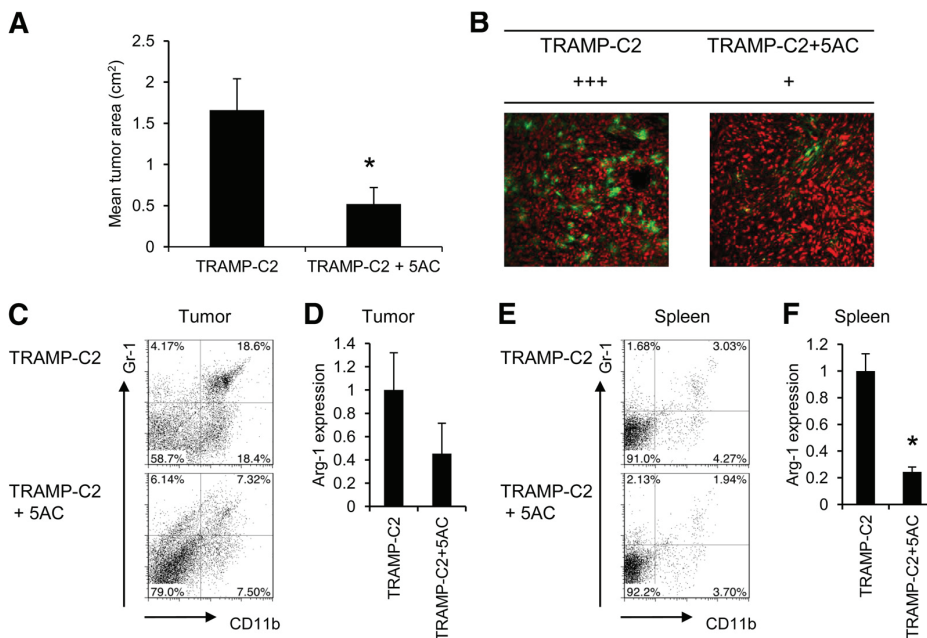 A
Mean tumor area (cm²)
2.5
2
1.5
1
0.5
0
*
TRAMP-C2
TRAMP-C2 + 5AC
B
TRAMP-C2
TRAMP-C2+5AC
+++
+
C
Tumor
TRAMP-C2
Gr-1
4.17%
18.6%
58.7%
18.4%
TRAMP-C2
+ 5AC
6.14%
7.32%
79.0%
7.50%
CD11b
D
Tumor
Arg-1 expression
1.4
1.2
1
0.8
0.6
0.4
0.2
0
TRAMP-C2
TRAMP-C2+5AC
E
Spleen
TRAMP-C2
Gr-1
1.68%
3.03%
91.0%
4.27%
TRAMP-C2
+ 5AC
2.13%
1.94%
92.2%
3.70%
CD11b
F
Spleen
Arg-1 expression
1.2
1
0.8
0.6
0.4
0.2
0
*
TRAMP-C2
TRAMP-C2+5AC